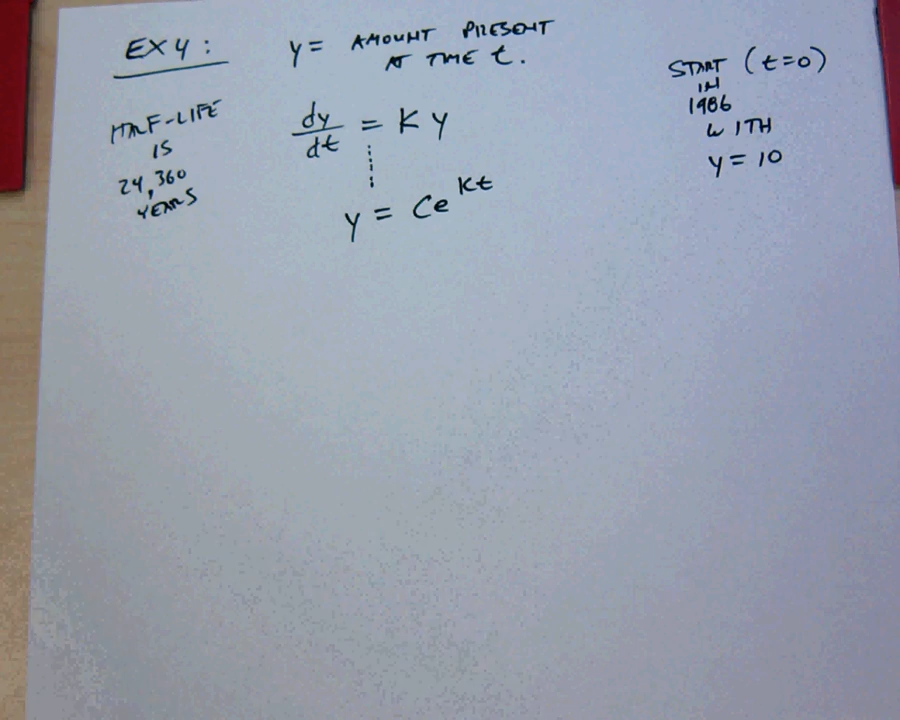 EX 4:
y = AMOUNT PRESENT
AT TIME t.
START (t=0)
IN
1986
WITH
y = 10
HALF-LIFE
IS
24,360
YEARS
dy/dt = Ky
y = Ce^Kt